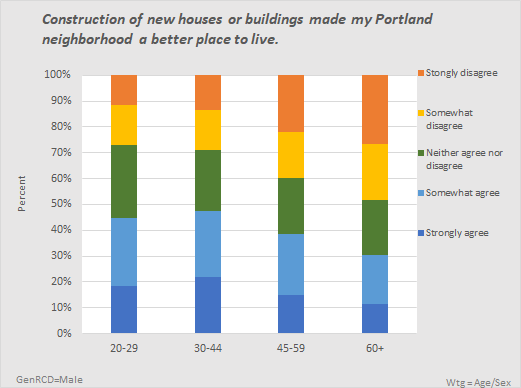 Construction of new houses or buildings made my Portland
neighborhood a better place to live.
100%
90%
80%
70%
60%
50%
40%
30%
20%
10%
0%
Percent
20-29
30-44
45-59
60+
Stongly disagree
Somewhat
disagree
Neither agree nor
disagree
Somewhat agree
Strongly agree
GenRCD=Male
Wtg = Age/Sex